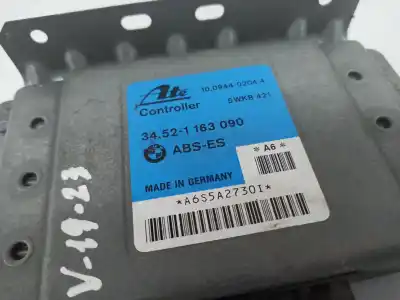 Ate
Controller
10.0944-0204.4
5WK8 421
34.52-1 163 090
ABS-ES
*A6*
MADE IN GERMANY
*A6S5A27301*
V-19-23